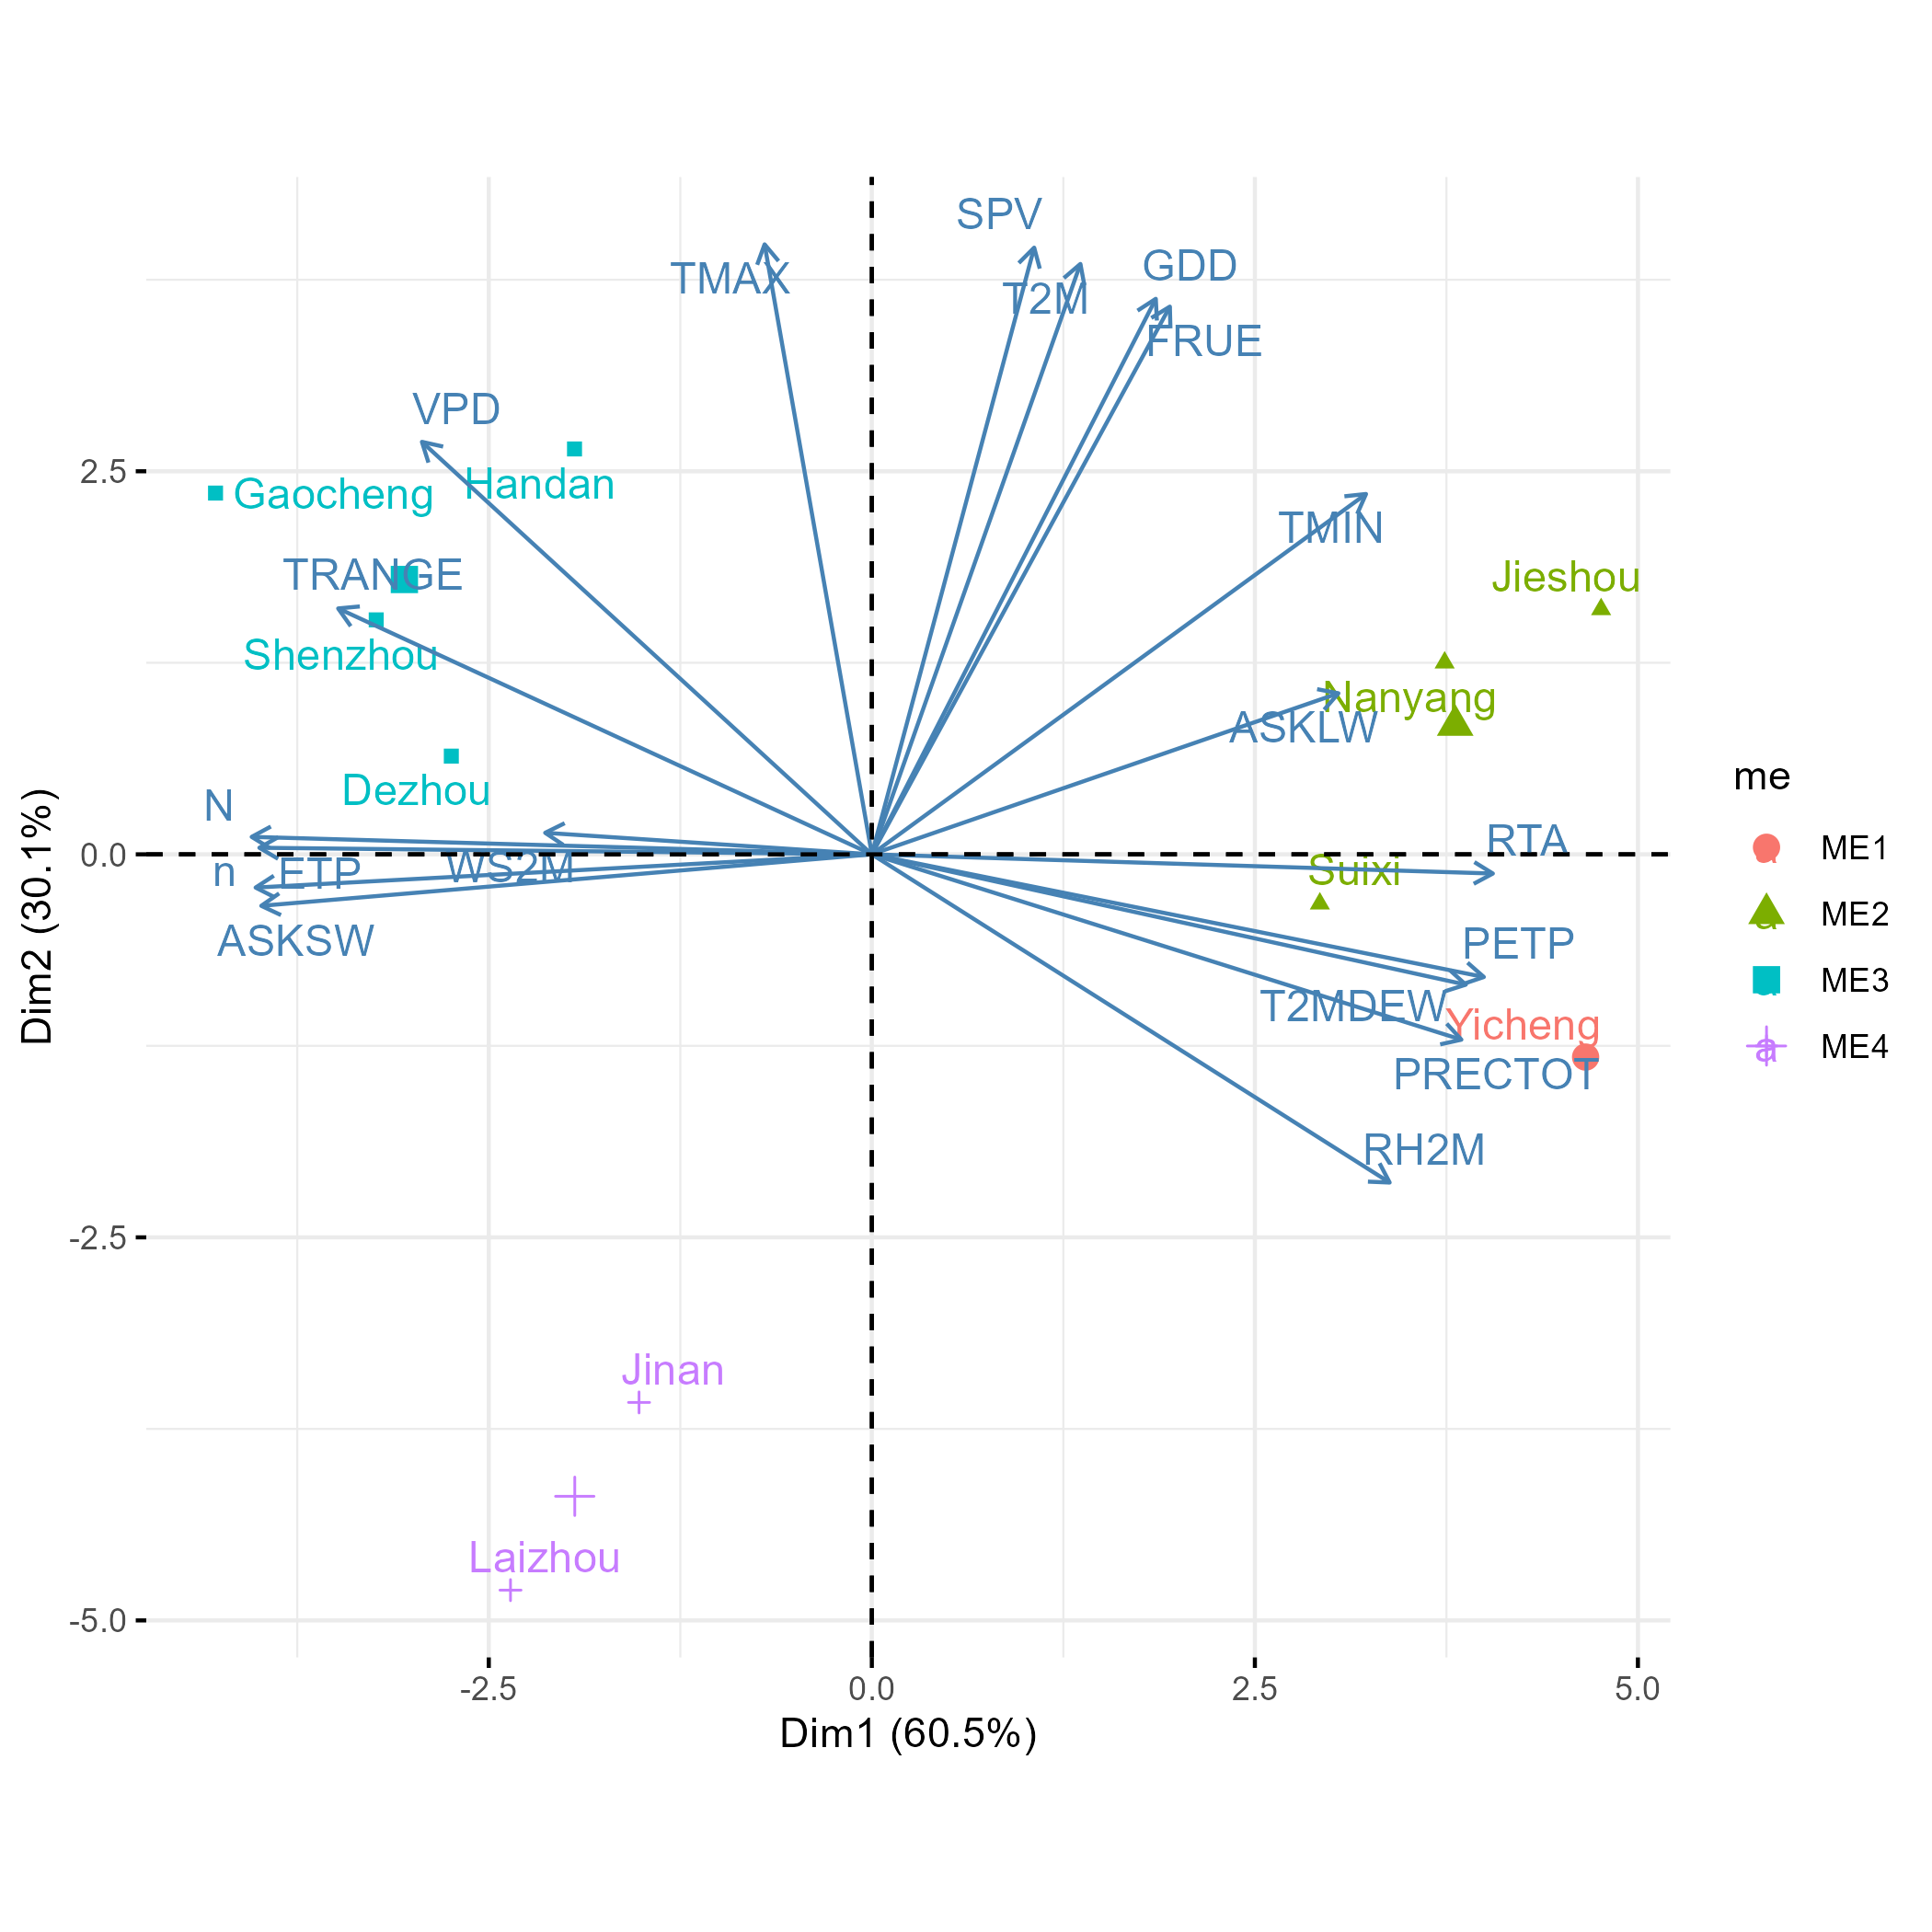 SPV
GDD
TMAX
T2M
FRUE
VPD
2.5
Gaocheng
Handan
TMIN
TRANGE
Jieshou
Shenzhou
Nanyang
ASKLW
Dezhou
N
me
0.0
n
ETP
WS2M
RTA
Suixi
ME1
ASKSW
PETP
ME2
Dim2 (30.1%)
T2MDEW
Yicheng
ME3
PRECTOT
ME4
RH2M
-2.5
Jinan
Laizhou
-5.0
-2.5
0.0
2.5
5.0
Dim1 (60.5%)